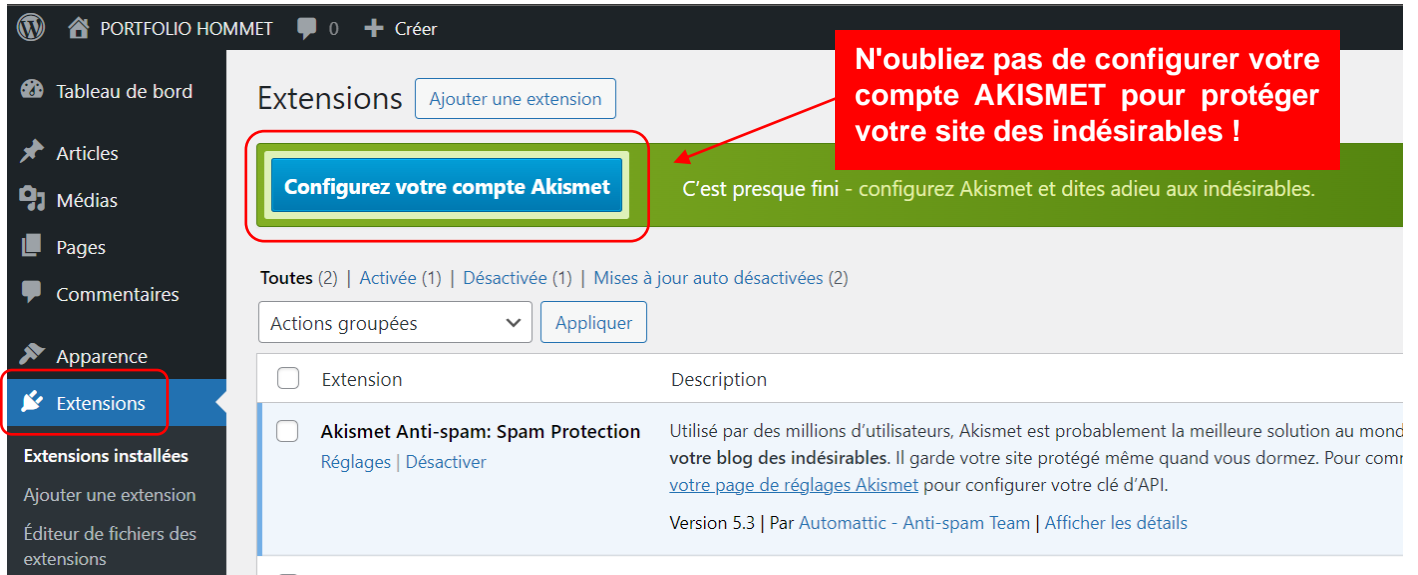 PORTFOLIO HOMMET 0 Créer
N'oubliez pas de configurer votre
compte AKISMET pour protéger
votre site des indésirables !
Tableau de bord
Articles
Médias
Pages
Commentaires
Apparence
Extensions
Extensions installées
Ajouter une extension
Éditeur de fichiers des
extensions
Extensions Ajouter une extension
Configurez votre compte Akismet
C'est presque fini - configurez Akismet et dites adieu aux indésirables.
Toutes (2) | Activée (1) | Désactivée (1) | Mises à jour auto désactivées (2)
Actions groupées Appliquer
Extension Description
Akismet Anti-spam: Spam Protection
Réglages | Désactiver
Utilisé par des millions d’utilisateurs, Akismet est probablement la meilleure solution au
votre blog des indésirables. Il garde votre site protégé même quand vous dormez. Pour
votre page de réglages Akismet pour configurer votre clé d’API.
Version 5.3 | Par Automattic - Anti-spam Team | Afficher les détails